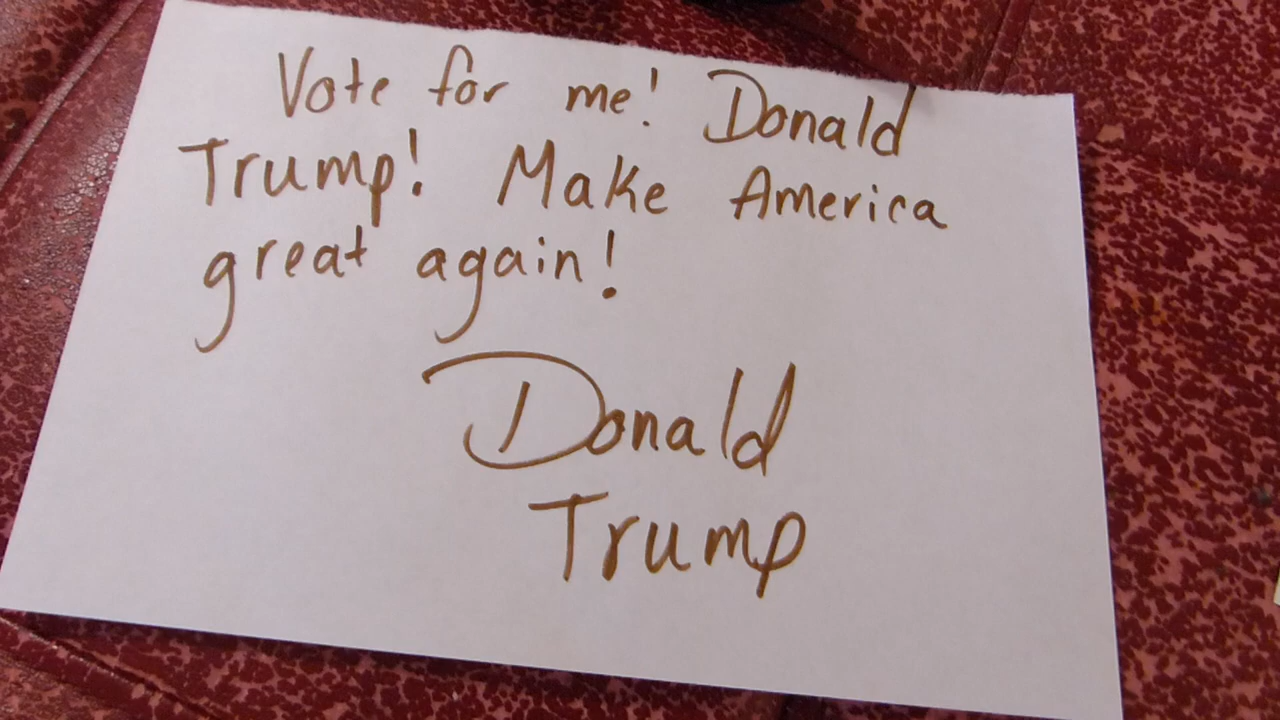 Vote for me! Donald
Trump! Make America
great again!
Donald
Trump